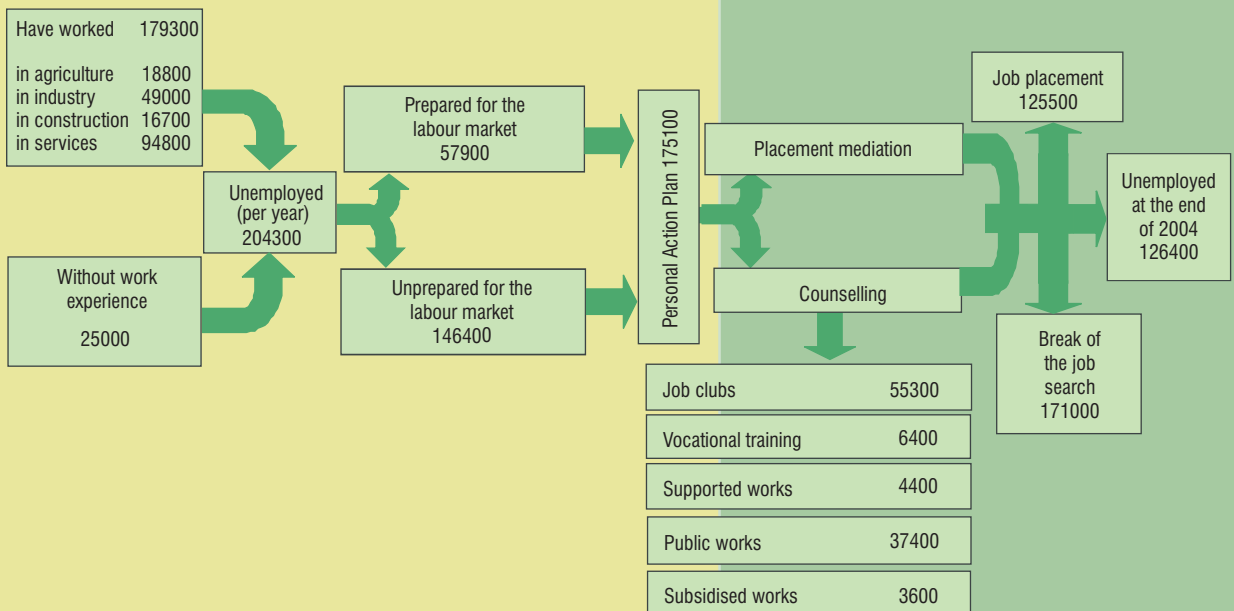 Have worked 179300
in agriculture 18800
in industry 49000
in construction 16700
in services 94800
Without work
experience
25000
Unemployed
(per year)
204300
Prepared for the
labour market
57900
Unprepared for the
labour market
146400
Personal Action Plan 175100
Placement mediation
Counselling
Job clubs 55300
Vocational training 6400
Supported works 4400
Public works 37400
Subsidised works 3600
Job placement
125500
Unemployed
at the end
of 2004
126400
Break of
the job
search
171000